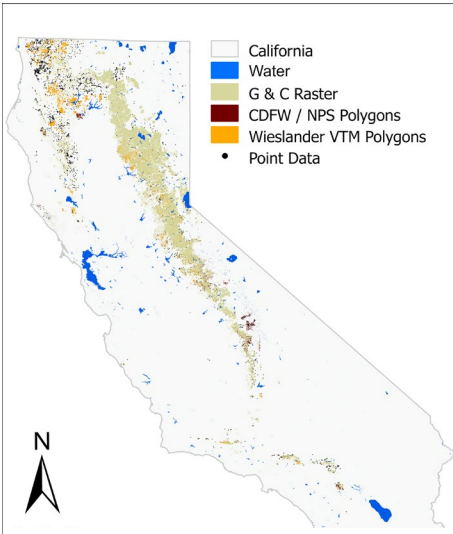 California
Water
G & C Raster
CDFW / NPS Polygons
Wieslander VTM Polygons
Point Data
N